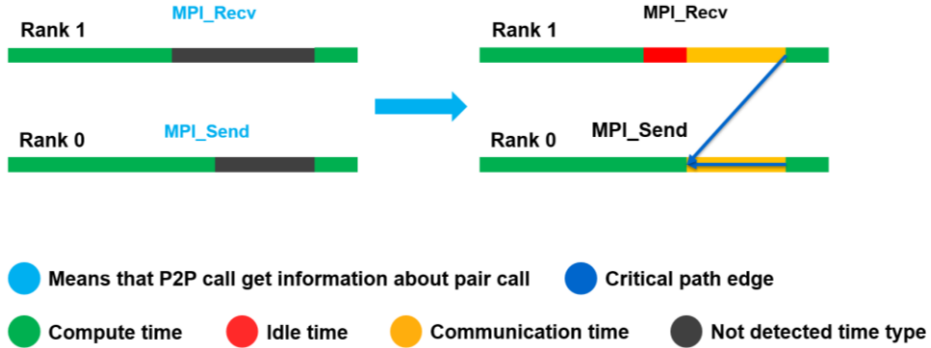 MPI_Recv
Rank 1
MPI_Send
Rank 0
MPI_Recv
Rank 1
MPI_Send
Rank 0
Means that P2P call get information about pair call
Critical path edge
Compute time
Idle time
Communication time
Not detected time type